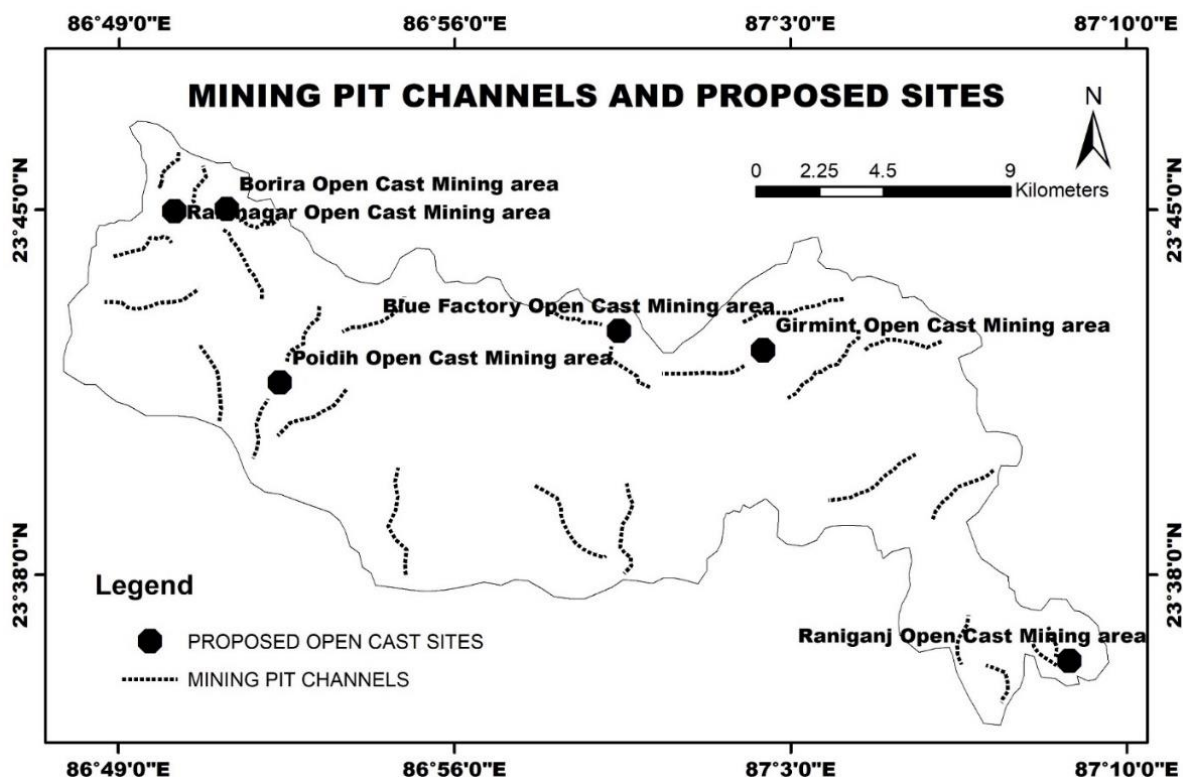 86°49'0"E 86°56'0"E 87°3'0"E 87°10'0"E
MINING PIT CHANNELS AND PROPOSED SITES
N
0 2.25 4.5 9
Kilometers
23°45'0"N 23°45'0"N
Borira Open Cast Mining area
Open Cast Mining area
Blue Factory Open Cast Mining area
Girmint Open Cast Mining area
Poidih Open Cast Mining area
23°38'0"N 23°38'0"N
Raniganj Open Cast Mining area
Legend
PROPOSED OPEN CAST SITES
MINING PIT CHANNELS
86°49'0"E 86°56'0"E 87°3'0"E 87°10'0"E